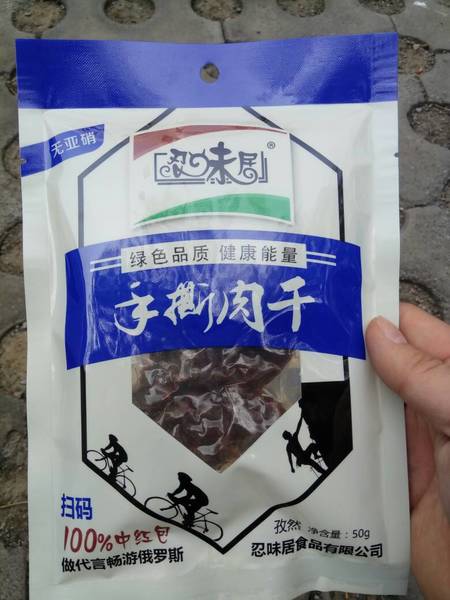 无亚硝
忍味居®
绿色品质 健康能量
手撕肉干
扫码
100%中红包
做代言畅游俄罗斯
孜然 净含量：50g
忍味居食品有限公司